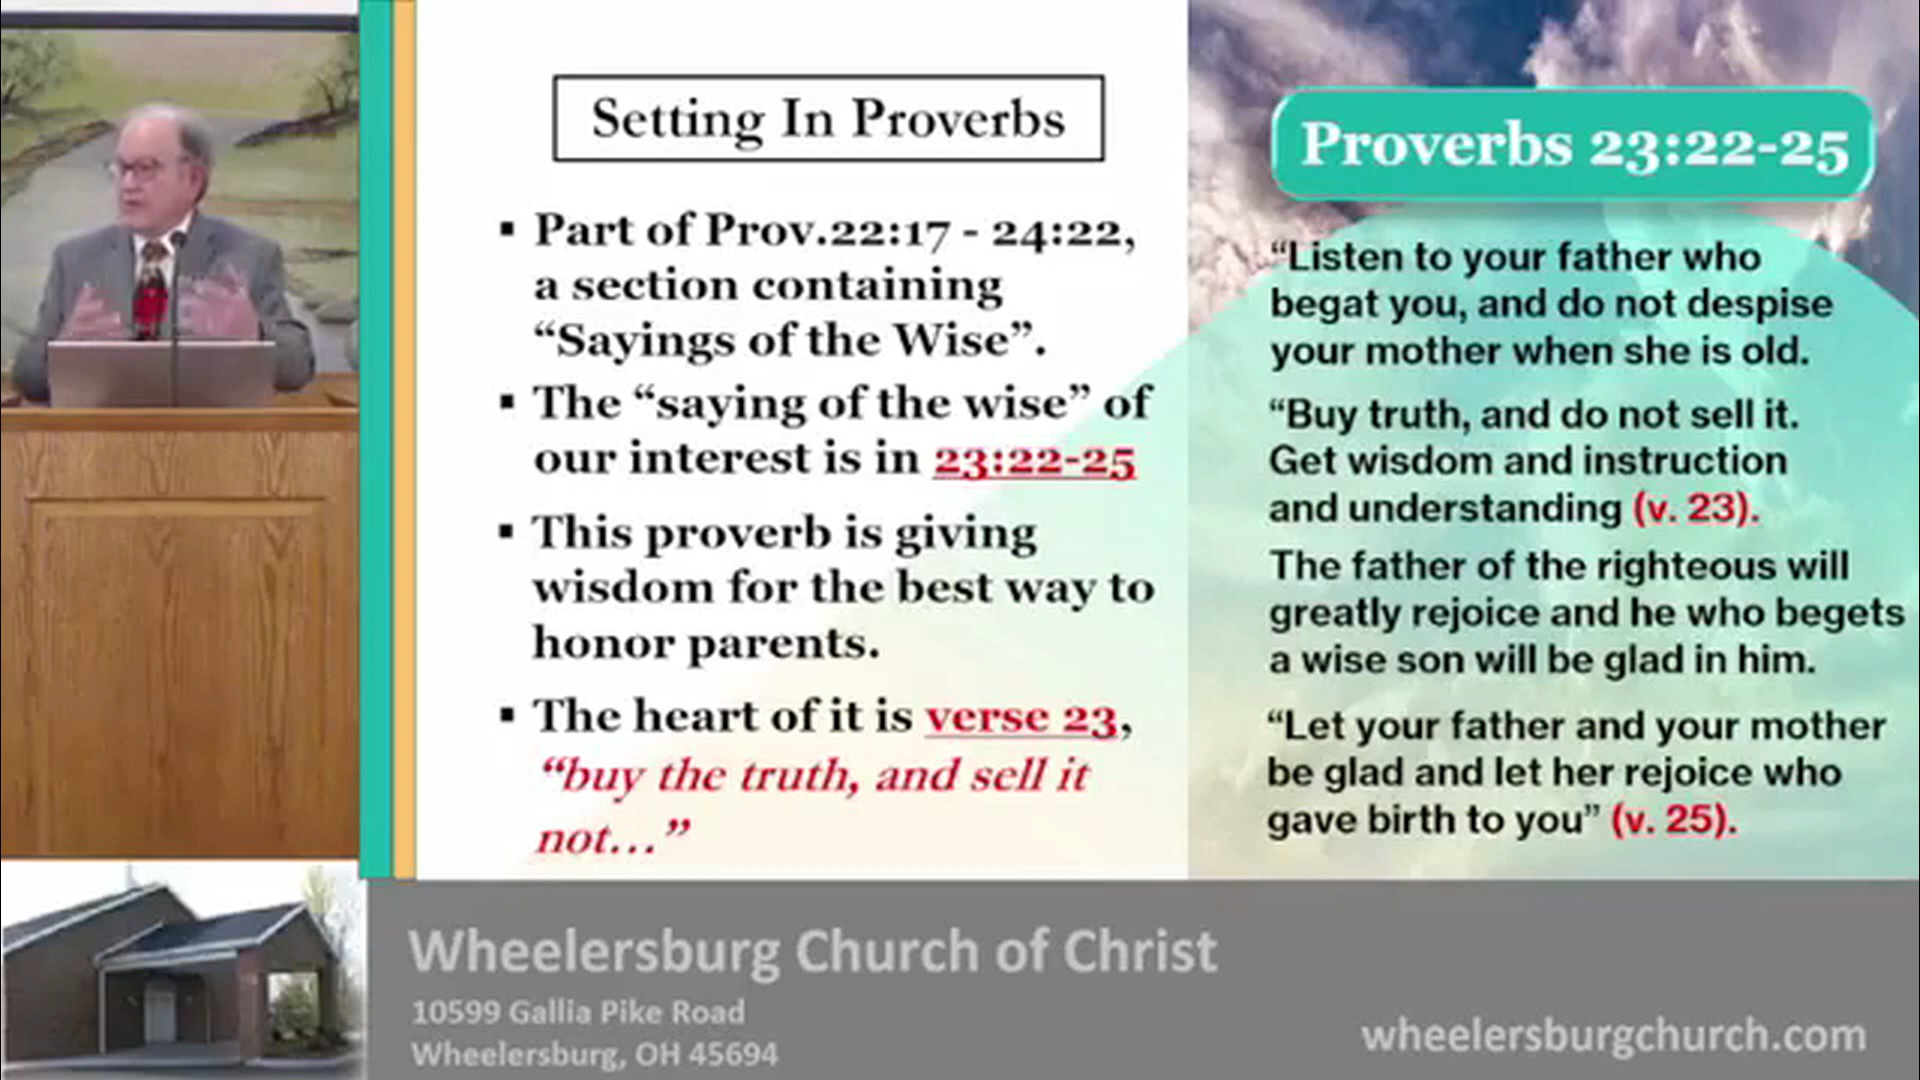 Setting In Proverbs
▪ Part of Prov.22:17 - 24:22,
a section containing
“Sayings of the Wise”.
▪ The “saying of the wise” of
our interest is in 23:22-25
▪ This proverb is giving
wisdom for the best way to
honor parents.
▪ The heart of it is verse 23,
“buy the truth, and sell it
not...”
Proverbs 23:22-25
“Listen to your father who
begat you, and do not despise
your mother when she is old.
“Buy truth, and do not sell it.
Get wisdom and instruction
and understanding (v. 23).
The father of the righteous will
greatly rejoice and he who begets
a wise son will be glad in him.
“Let your father and your mother
be glad and let her rejoice who
gave birth to you” (v. 25).
Wheelersburg Church of Christ
10599 Gallia Pike Road
Wheelersburg, OH 45694
wheelersburgchurch.com